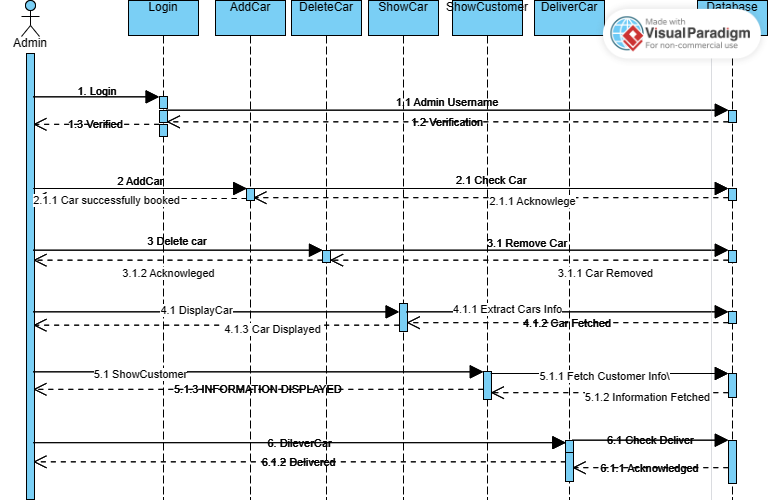 Login
AddCar
DeleteCar
ShowCar
ShowCustomer
DeliverCar
Database
Made with
VisualParadigm
For non-commercial use
Admin
1. Login
1.1 Admin Username
1.2 Verification
1.3 Verified
2 AddCar
2.1 Check Car
2.1.1 Car successfully booked
2.1.1 Acknowlege
3 Delete car
3.1 Remove Car
3.1.2 Acknowleged
3.1.1 Car Removed
4.1 DisplayCar
4.1.1 Extract Cars Info
4.1.2 Car Fetched
4.1.3 Car Displayed
5.1 ShowCustomer
5.1.1 Fetch Customer Info\
5.1.3 INFORMATION DISPLAYED
5.1.2 Information Fetched
6. DileverCar
6.1 Check Deliver
6.1.2 Delivered
6.1.1 Acknowledged